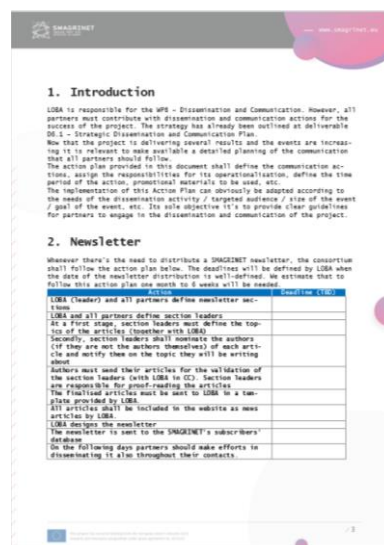 SMAGRINET
www.smagrinet
1. Introduction
LOBA is responsible for the WP6 – Dissemination and Communication. However, all
partners must contribute with dissemination and communication actions for the
success of the project. The strategy has already been outlined at deliverable
D6.1 – Strategic Dissemination and Communication Plan.
Now that the project is delivering several results and the events are increas-
ing it is relevant to make available a detailed planning of the communication
that all partners should follow.
The action plan provided in this document shall define the communication ac-
tions, assign the responsibilities for its operationalisation, define the time
period of the action, promotional materials to be used, etc.
The implementation of this Action Plan can obviously be adapted according to
the needs of the dissemination activity / targeted audience / size of the event
/ goal of the event, etc. Its sole objective it's to provide clear guidelines
for partners to engage in the dissemination and communication of the project.
2. Newsletter
Whenever there's the need to distribute a SMAGRINET newsletter, the consortium
shall follow the action plan below. The deadlines will be defined by LOBA when
the date of the newsletter distribution is well-defined. We estimate that to
follow this action plan one month to 6 weeks will be needed.
Action Deadline (TBD)
LOBA (leader) and all partners define newsletter sec-
tions
LOBA and all partners define section leaders
At a first stage, section leaders must define the top-
ics of the articles (together with LOBA)
Secondly, section leaders shall nominate the authors
(if they are not the authors themselves) of each arti-
cle and notify them on the topic they will be writing
about
Authors must send their articles for the validation of
the section leaders (with LOBA in CC). Section leaders
are responsible for proof-reading the articles
The finalised articles must be sent to LOBA in a tem-
plate provided by LOBA.
All articles shall be included in the website as news
articles by LOBA.
LOBA designs the newsletter
The newsletter is sent to the SMAGRINET's subscribers'
database
On the following days partners should make efforts in
disseminating it also throughout their contacts.
/ 3